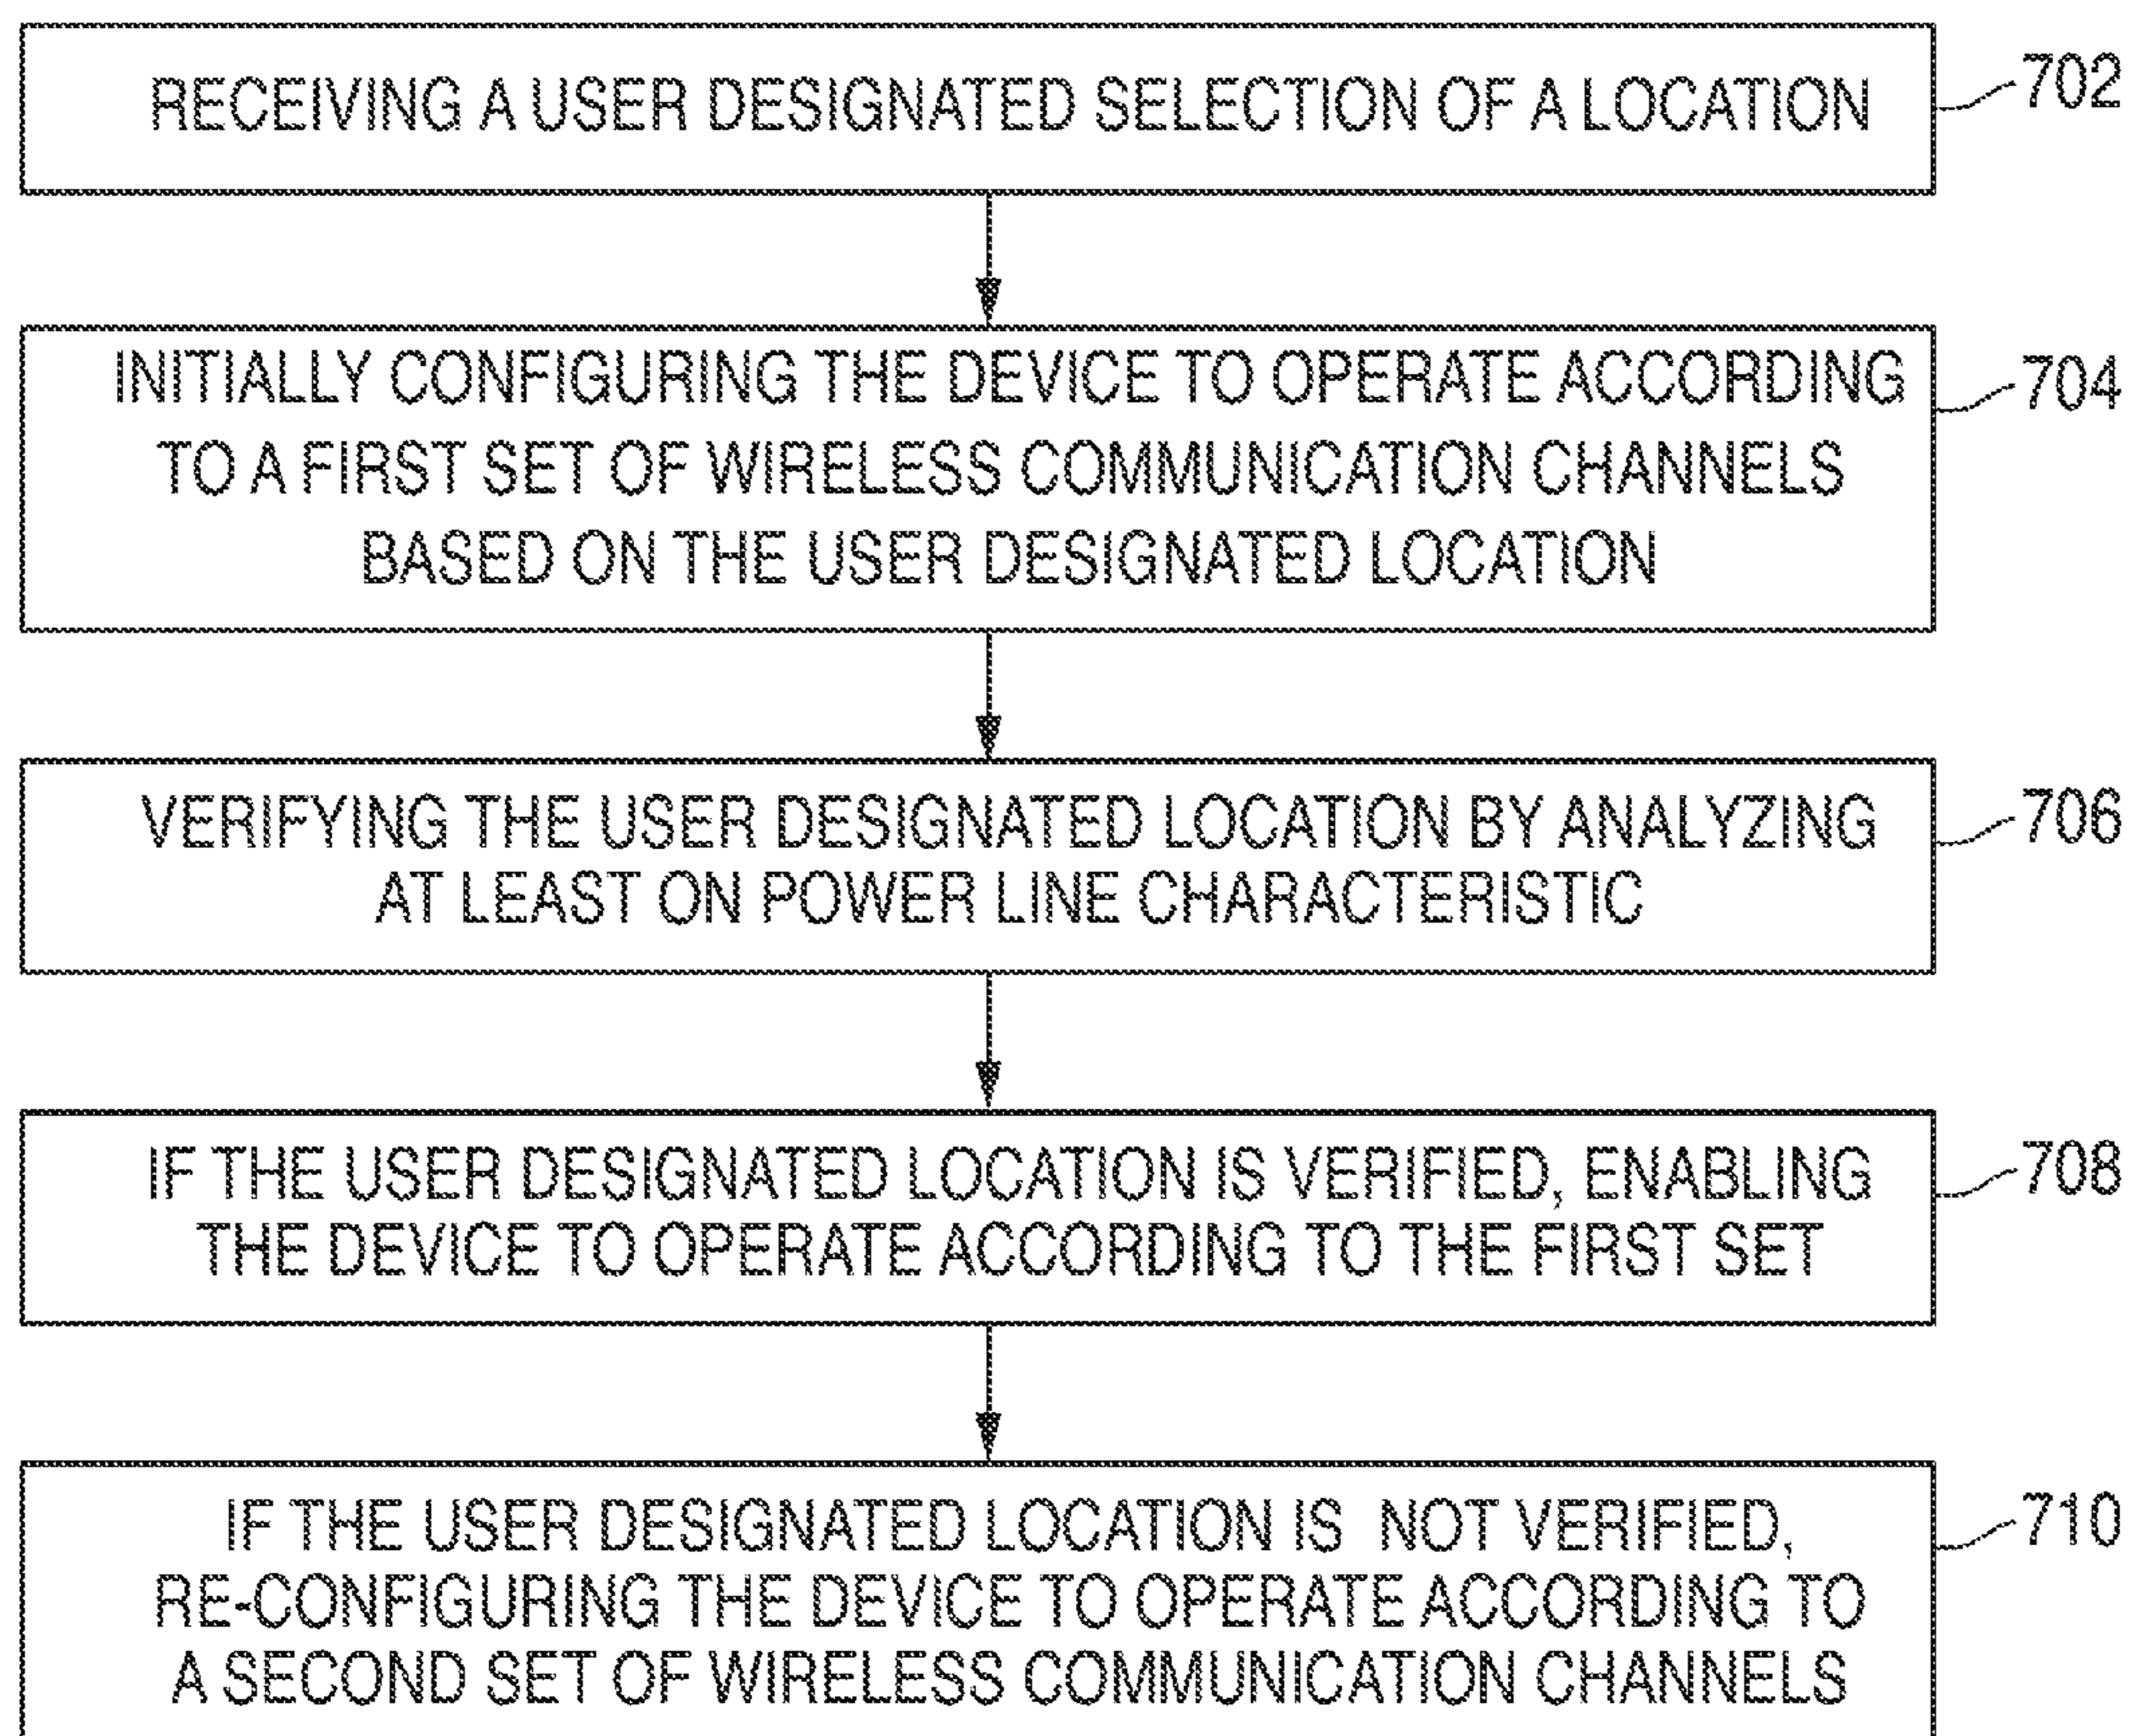 RECEIVING A USER DESIGNATED SELECTION OF A LOCATION
702
INITIALLY CONFIGURING THE DEVICE TO OPERATE ACCORDING
TO A FIRST SET OF WIRELESS COMMUNICATION CHANNELS
BASED ON THE USER DESIGNATED LOCATION
704
VERIFYING THE USER DESIGNATED LOCATION BY ANALYZING
AT LEAST ON POWER LINE CHARACTERISTIC
706
IF THE USER DESIGNATED LOCATION IS VERIFIED, ENABLING
THE DEVICE TO OPERATE ACCORDING TO THE FIRST SET
708
IF THE USER DESIGNATED LOCATION IS NOT VERIFIED,
RE-CONFIGURING THE DEVICE TO OPERATE ACCORDING TO
A SECOND SET OF WIRELESS COMMUNICATION CHANNELS
710